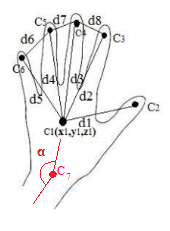 C5 d7 C4 d8
d6 C3
C6 d4 d3
d5 d2
C2
d1
C1(x1,y1,z1)
α
C7